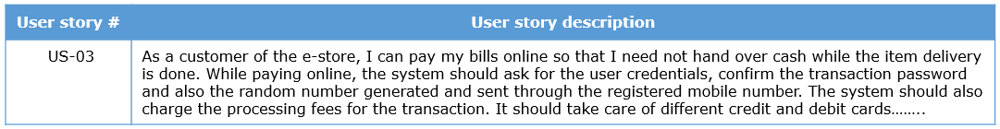 User story # User story description
US-03 As a customer of the e-store, I can pay my bills online so that I need not hand over cash while the item delivery
is done. While paying online, the system should ask for the user credentials, confirm the transaction password
and also the random number generated and sent through the registered mobile number. The system should also
charge the processing fees for the transaction. It should take care of different credit and debit cards……..